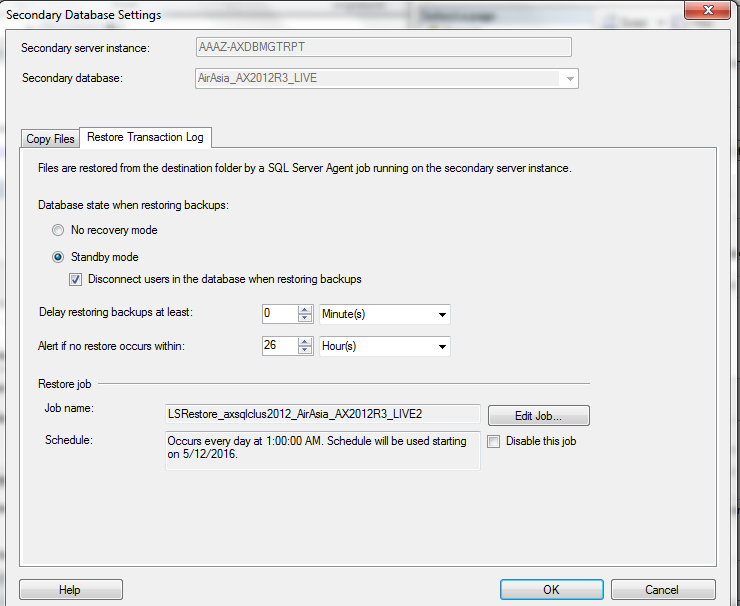 Secondary Database Settings
Secondary server instance:
AAAZ-AXDBMGTRPT
Secondary database:
AirAsia_AX2012R3_LIVE
Copy Files
Restore Transaction Log
Files are restored from the destination folder by a SQL Server Agent job running on the secondary server instance.
Database state when restoring backups:
No recovery mode
Standby mode
Disconnect users in the database when restoring backups
Delay restoring backups at least:
0
Minute(s)
Alert if no restore occurs within:
26
Hour(s)
Restore job
Job name:
LSRestore_axsqlclus2012_AirAsia_AX2012R3_LIVE2
Edit Job...
Schedule:
Occurs every day at 1:00:00 AM. Schedule will be used starting
on 5/12/2016.
Disable this job
Help
OK
Cancel